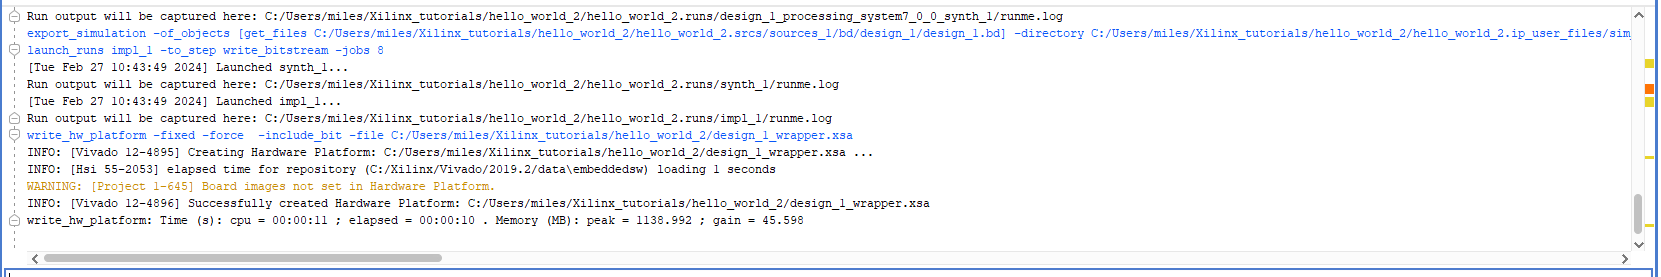 Run output will be captured here: C:/Users/miles/Xilinx_tutorials/hello_world_2/hello_world_2.runs/design_1_processing_system7_0_0_synth_1/runme.log
export_simulation -of_objects [get_files C:/Users/miles/Xilinx_tutorials/hello_world_2/hello_world_2.srcs/sources_1/bd/design_1/design_1.bd] -directory C:/Users/miles/Xilinx_tutorials/hello_world_2/hello_world_2.ip_user_files/sim_
launch_runs impl_1 -to_step write_bitstream -jobs 8
[Tue Feb 27 10:43:49 2024] Launched synth_1...
Run output will be captured here: C:/Users/miles/Xilinx_tutorials/hello_world_2/hello_world_2.runs/synth_1/runme.log
[Tue Feb 27 10:43:49 2024] Launched impl_1...
Run output will be captured here: C:/Users/miles/Xilinx_tutorials/hello_world_2/hello_world_2.runs/impl_1/runme.log
write_hw_platform -fixed -force  -include_bit -file C:/Users/miles/Xilinx_tutorials/hello_world_2/design_1_wrapper.xsa
INFO: [Vivado 12-4895] Creating Hardware Platform: C:/Users/miles/Xilinx_tutorials/hello_world_2/design_1_wrapper.xsa ...
INFO: [Hsi 55-2053] elapsed time for repository (C:/Xilinx/Vivado/2019.2/data\embeddedsw) loading 1 seconds
WARNING: [Project 1-645] Board images not set in Hardware Platform.
INFO: [Vivado 12-4896] Successfully created Hardware Platform: C:/Users/miles/Xilinx_tutorials/hello_world_2/design_1_wrapper.xsa
write_hw_platform: Time (s): cpu = 00:00:11 ; elapsed = 00:00:10 . Memory (MB): peak = 1138.992 ; gain = 45.598